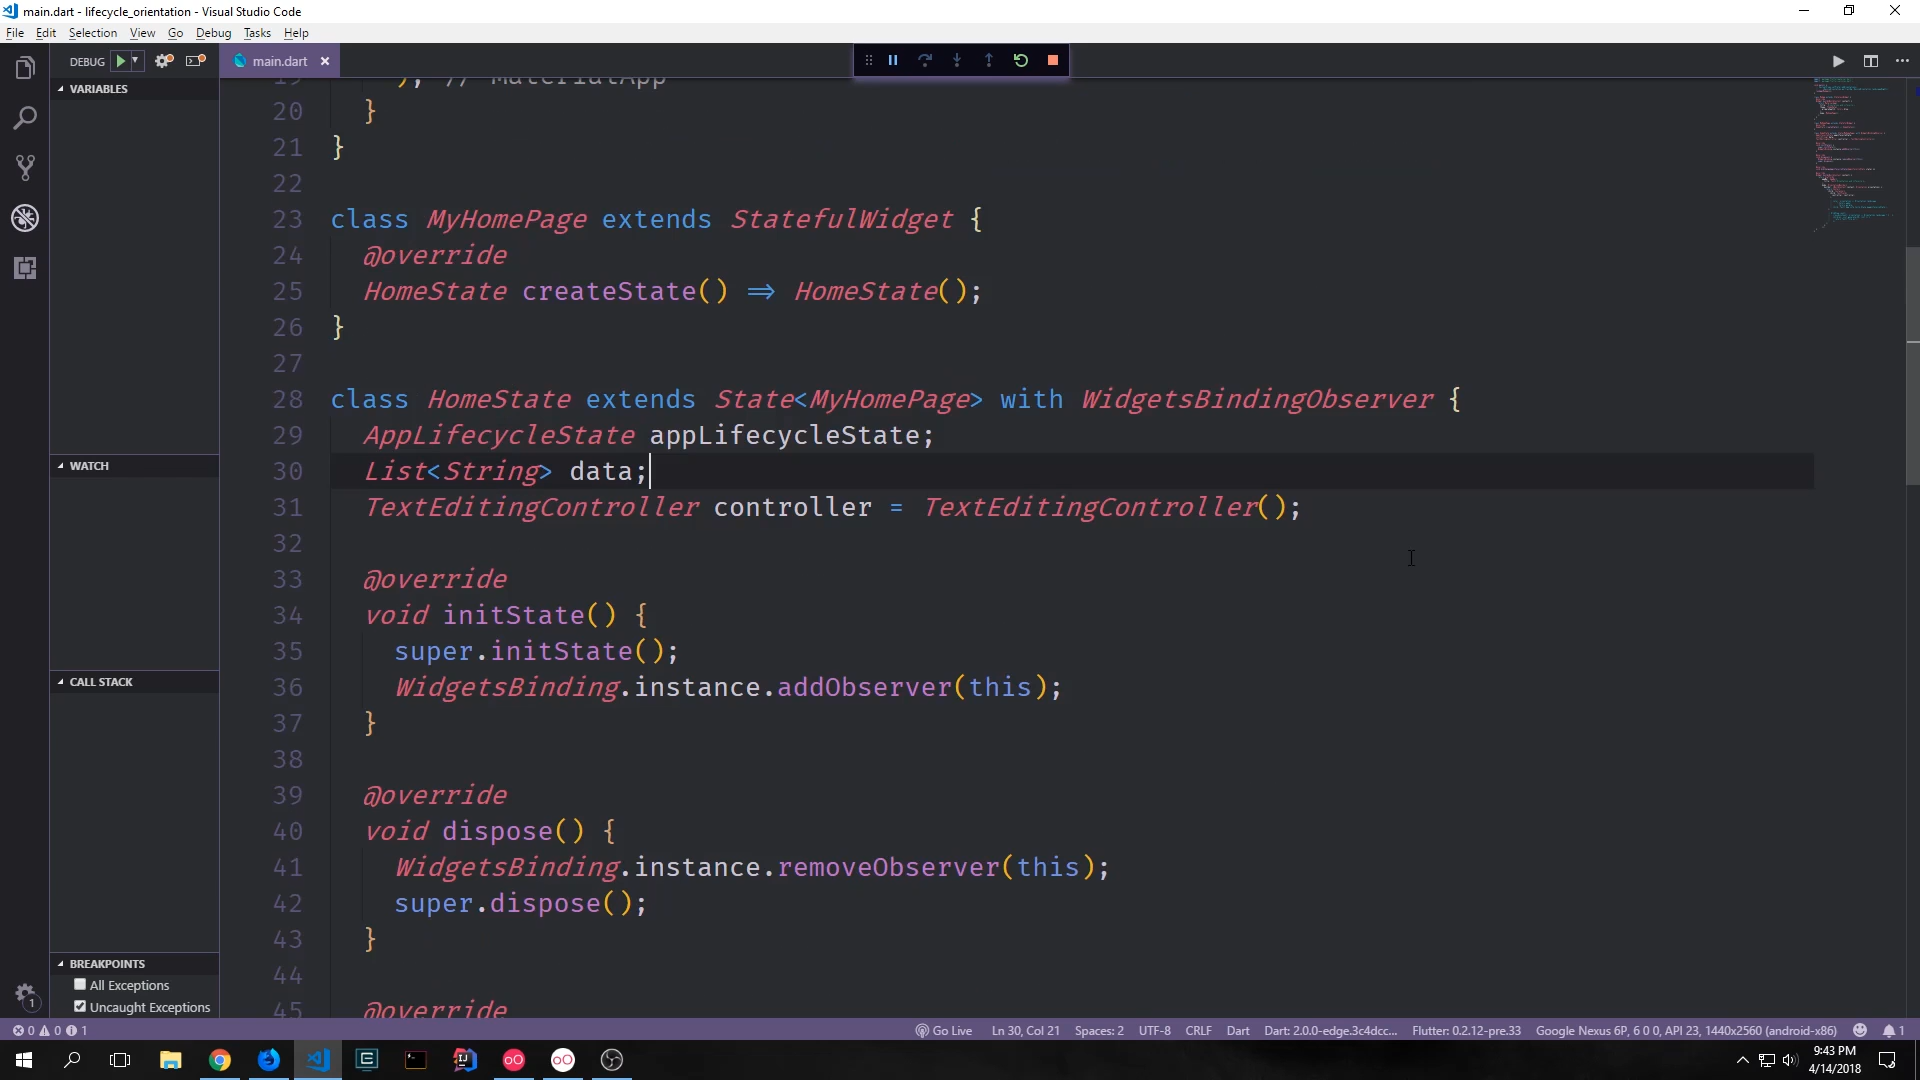 main.dart - lifecycle_orientation - Visual Studio Code
File Edit Selection View Go Debug Tasks Help
DEBUG
main.dart ×
VARIABLES
WATCH
CALL STACK
BREAKPOINTS
All Exceptions
Uncaught Exceptions
19 ); // MaterialApp
20 }
21 }
22
23 class MyHomePage extends StatefulWidget {
24 @override
25 HomeState createState() => HomeState();
26 }
27
28 class HomeState extends State<MyHomePage> with WidgetsBindingObserver {
29 AppLifecycleState appLifecycleState;
30 List<String> data;
31 TextEditingController controller = TextEditingController();
32
33 @override
34 void initState() {
35 super.initState();
36 WidgetsBinding.instance.addObserver(this);
37 }
38
39 @override
40 void dispose() {
41 WidgetsBinding.instance.removeObserver(this);
42 super.dispose();
43 }
44
45 @override
1
0 0 1
Go Live Ln 30, Col 21 Spaces: 2 UTF-8 CRLF Dart Dart: 2.0.0-edge.3c4dcc... Flutter: 0.2.12-pre.33 Google Nexus 6P, 6 0 0, API 23, 1440x2560 (android-x86) 1
9:43 PM
4/14/2018